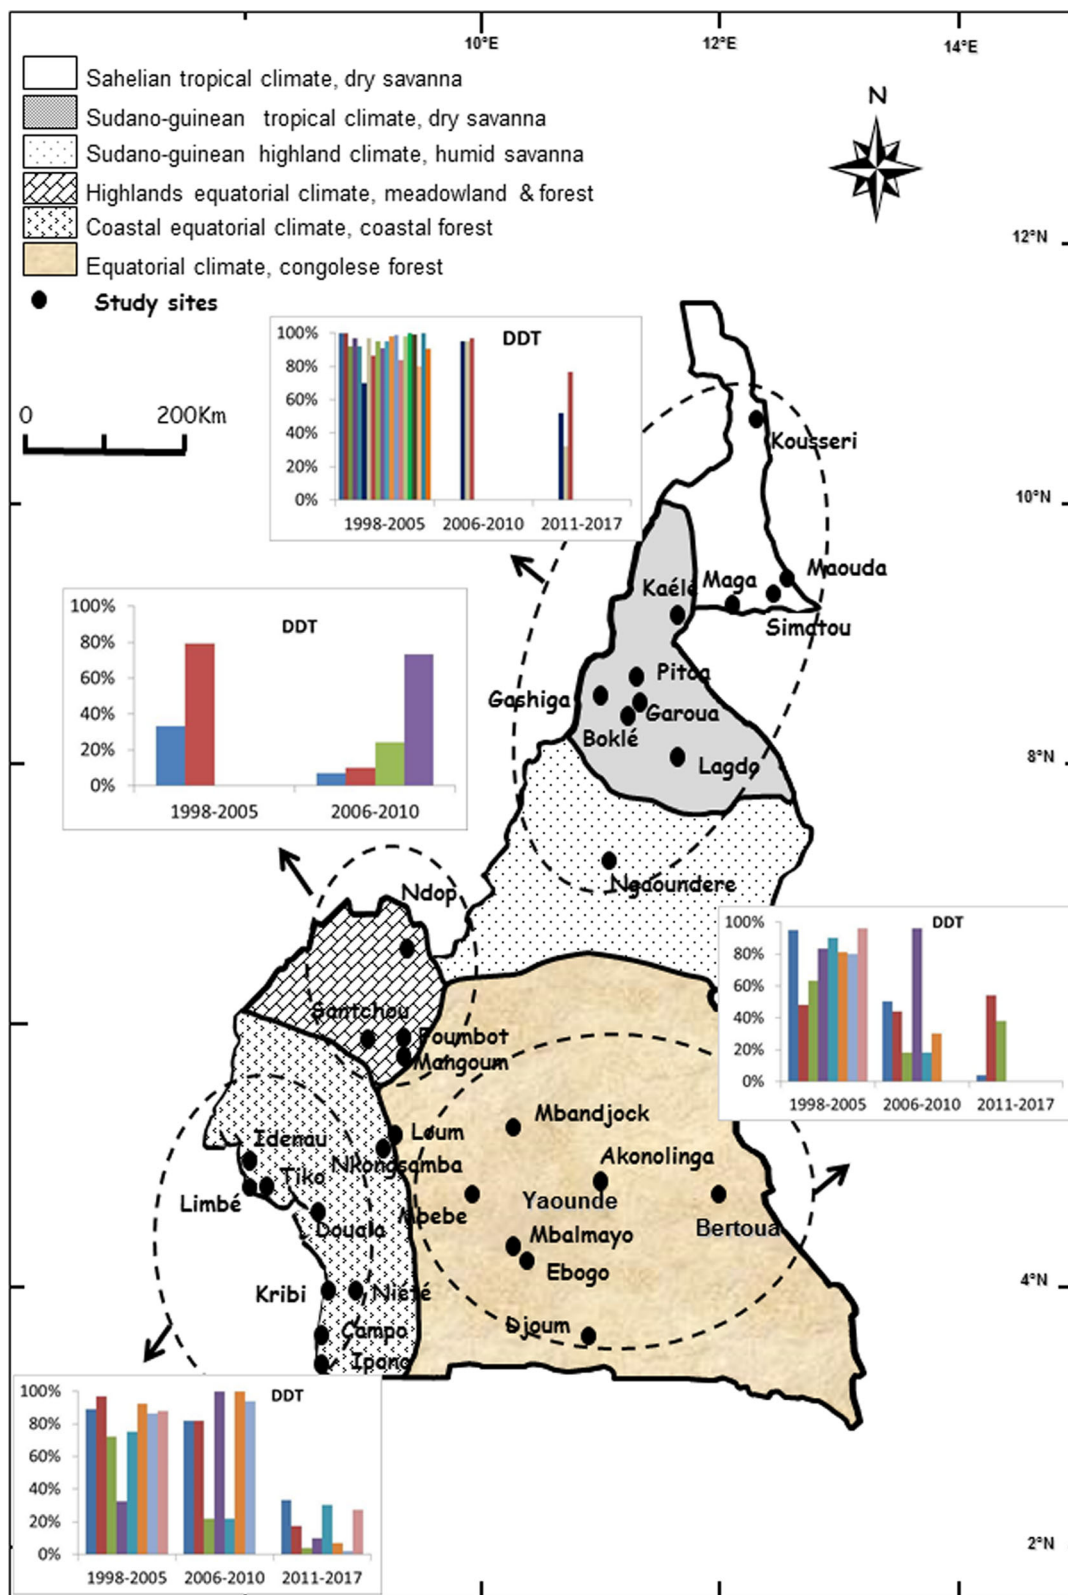 10°E
12°E
14°E
Sahelian tropical climate, dry savanna
Sudano-guinean tropical climate, dry savanna
Sudano-guinean highland climate, humid savanna
Highlands equatorial climate, meadowland & forest
Coastal equatorial climate, coastal forest
Equatorial climate, congolese forest
Study sites
N
12°N
0
200Km
DDT
100%
80%
60%
40%
20%
0%
1998-2005
2006-2010
2011-2017
Kousseri
10°N
Maouda
Kaélé
Maga
Simatou
Pitoa
Gashiga
Garoua
Boklé
Lagdo
8°N
DDT
100%
80%
60%
40%
20%
0%
1998-2005
2006-2010
Ngaoundere
Ndop
DDT
100%
80%
60%
40%
20%
0%
1998-2005
2006-2010
2011-2017
Santchou
Foumbot
Mangoum
Mbandjock
Loum
Idenau
Nkongsamba
Akonolinga
Tiko
Limbé
Yaounde
Mbebe
Douala
Mbalmayo
Bertoua
Ebogo
Kribi
Niété
4°N
Campo
Djoum
Ipono
DDT
100%
80%
60%
40%
20%
0%
1998-2005
2006-2010
2011-2017
2°N